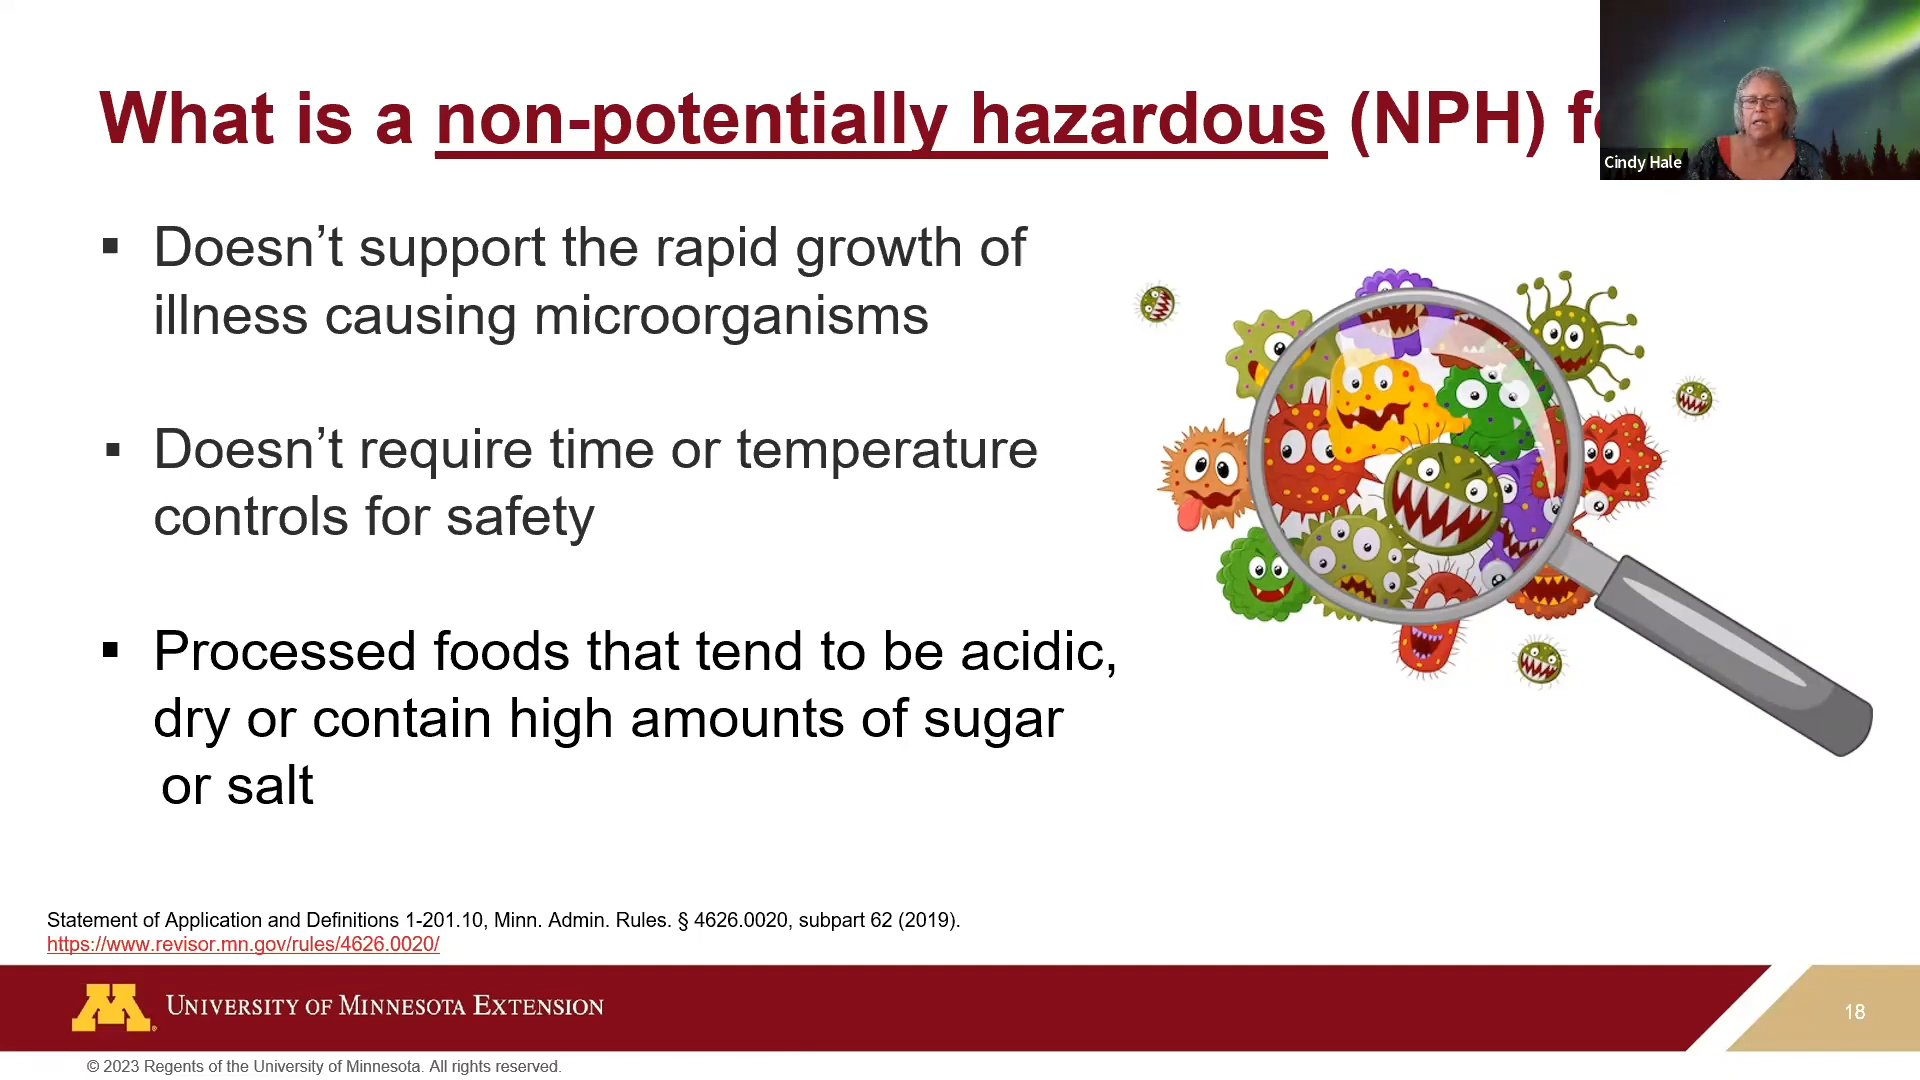 What is a non-potentially hazardous (NPH)
Cindy Hale
▪ Doesn’t support the rapid growth of
illness causing microorganisms
▪ Doesn’t require time or temperature
controls for safety
▪ Processed foods that tend to be acidic,
dry or contain high amounts of sugar
or salt
Statement of Application and Definitions 1-201.10, Minn. Admin. Rules. § 4626.0020, subpart 62 (2019).
https://www.revisor.mn.gov/rules/4626.0020/
M®
UNIVERSITY OF MINNESOTA EXTENSION
18
© 2023 Regents of the University of Minnesota. All rights reserved.